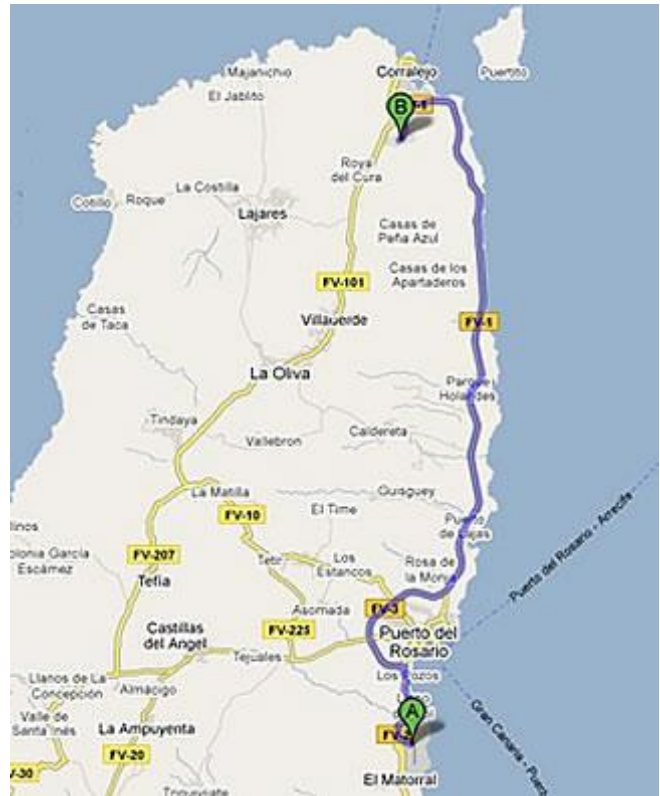 Majanichio
Corralejo
Puertito
El Jablito
B
Roya
del Cura
La Costilla
Cotillo
Roque
Lajares
Casas de
Peña Azul
Casas de los
Apartaderos
FV-101
Casas
de Taca
Villaverde
FV-1
La Oliva
Parque
Holandes
Tindaya
Caldereta
Vallebron
La Matilla
Guisguey
FV-10
El Time
Puerto
de Lajas
Puerto del Rosario - Arrecife
Colonia García
Escámez
FV-207
Tefia
Tetir
Los
Estancos
Rosa de
la Monja
Asomada
FV-3
Castillas
del Angel
FV-225
Puerto del
Rosario
Tejuales
Llanos de La
Concepción
Almácigo
Los Pozos
Valle de
Santa Inés
La Ampuyenta
A
Gran Canaria - Puerto
FV-20
FV-30
El Matorral
Triquivijate